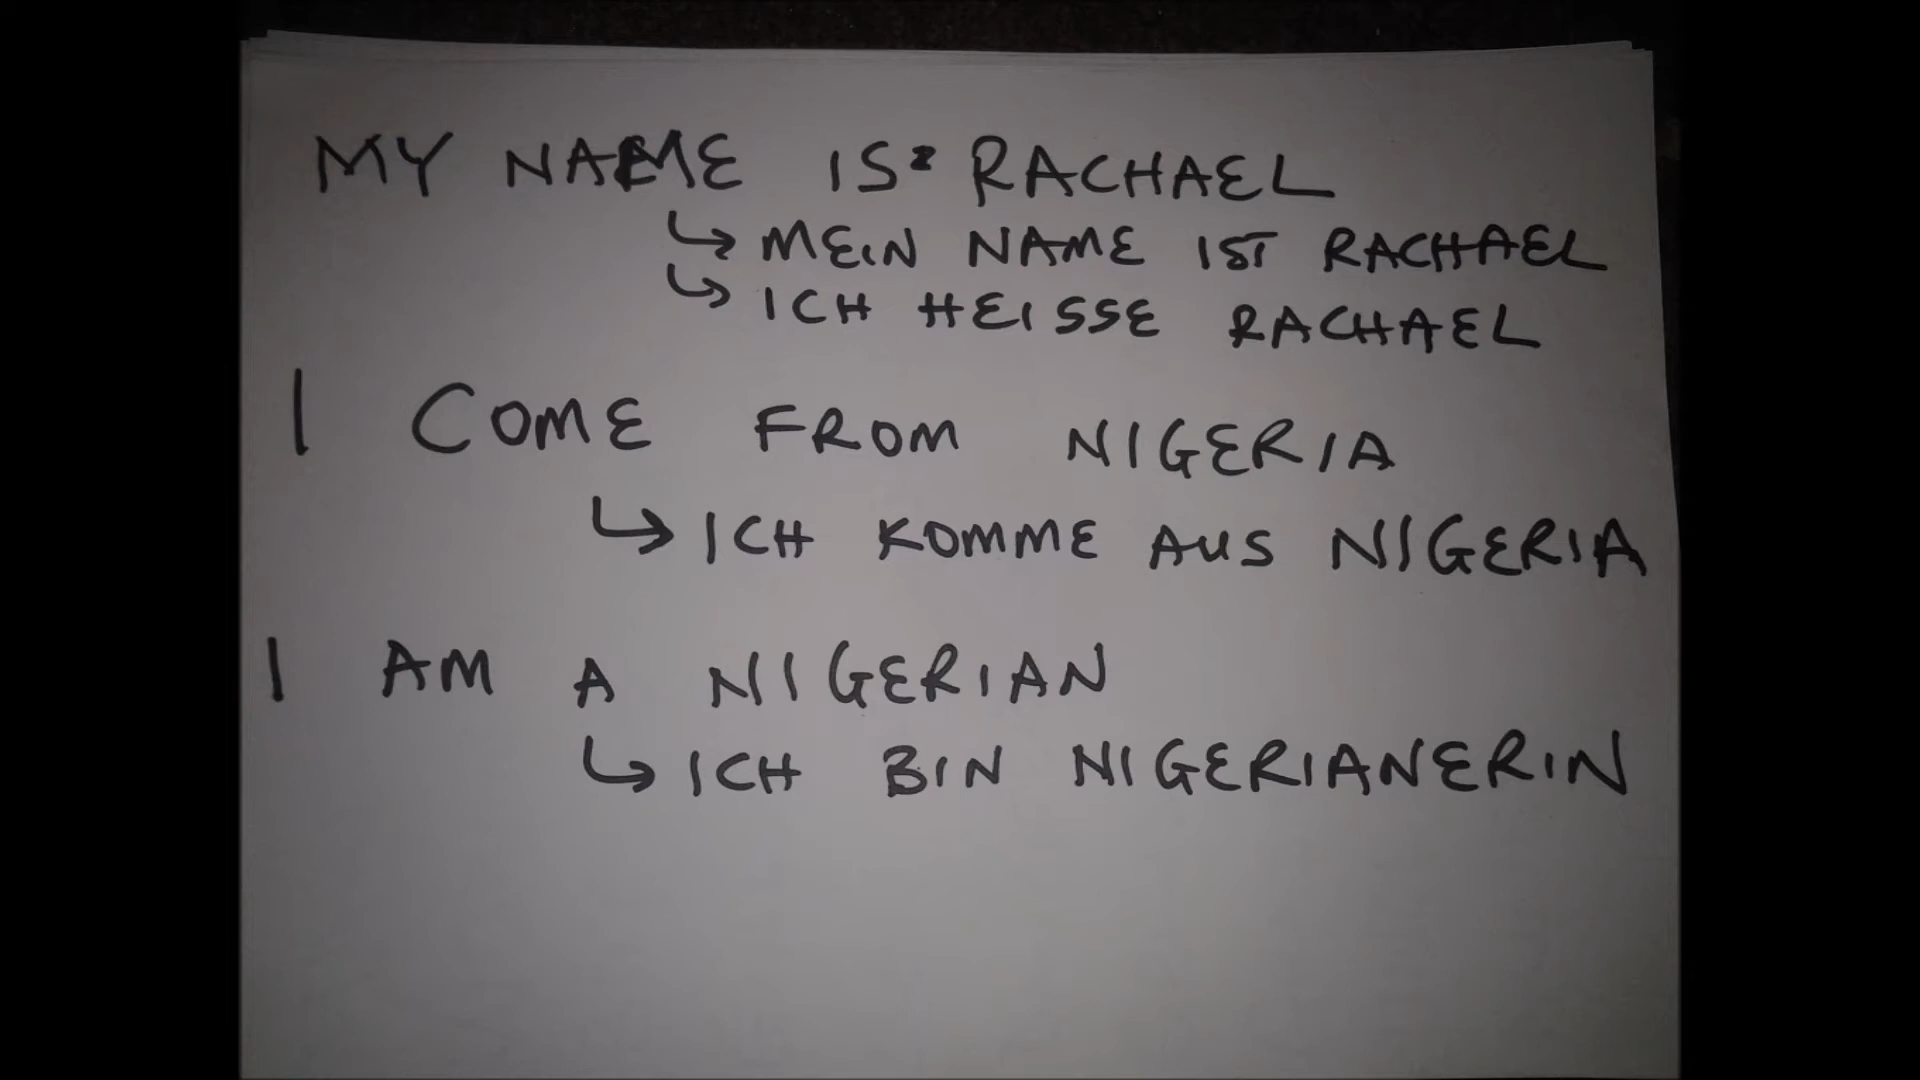 MY NAME IS: RACHAEL
↳ MEIN NAME IST RACHAEL
↳ ICH HEISSE RACHAEL
I COME FROM NIGERIA
↳ ICH KOMME AUS NIGERIA
I AM A NIGERIAN
↳ ICH BIN NIGERIANERIN